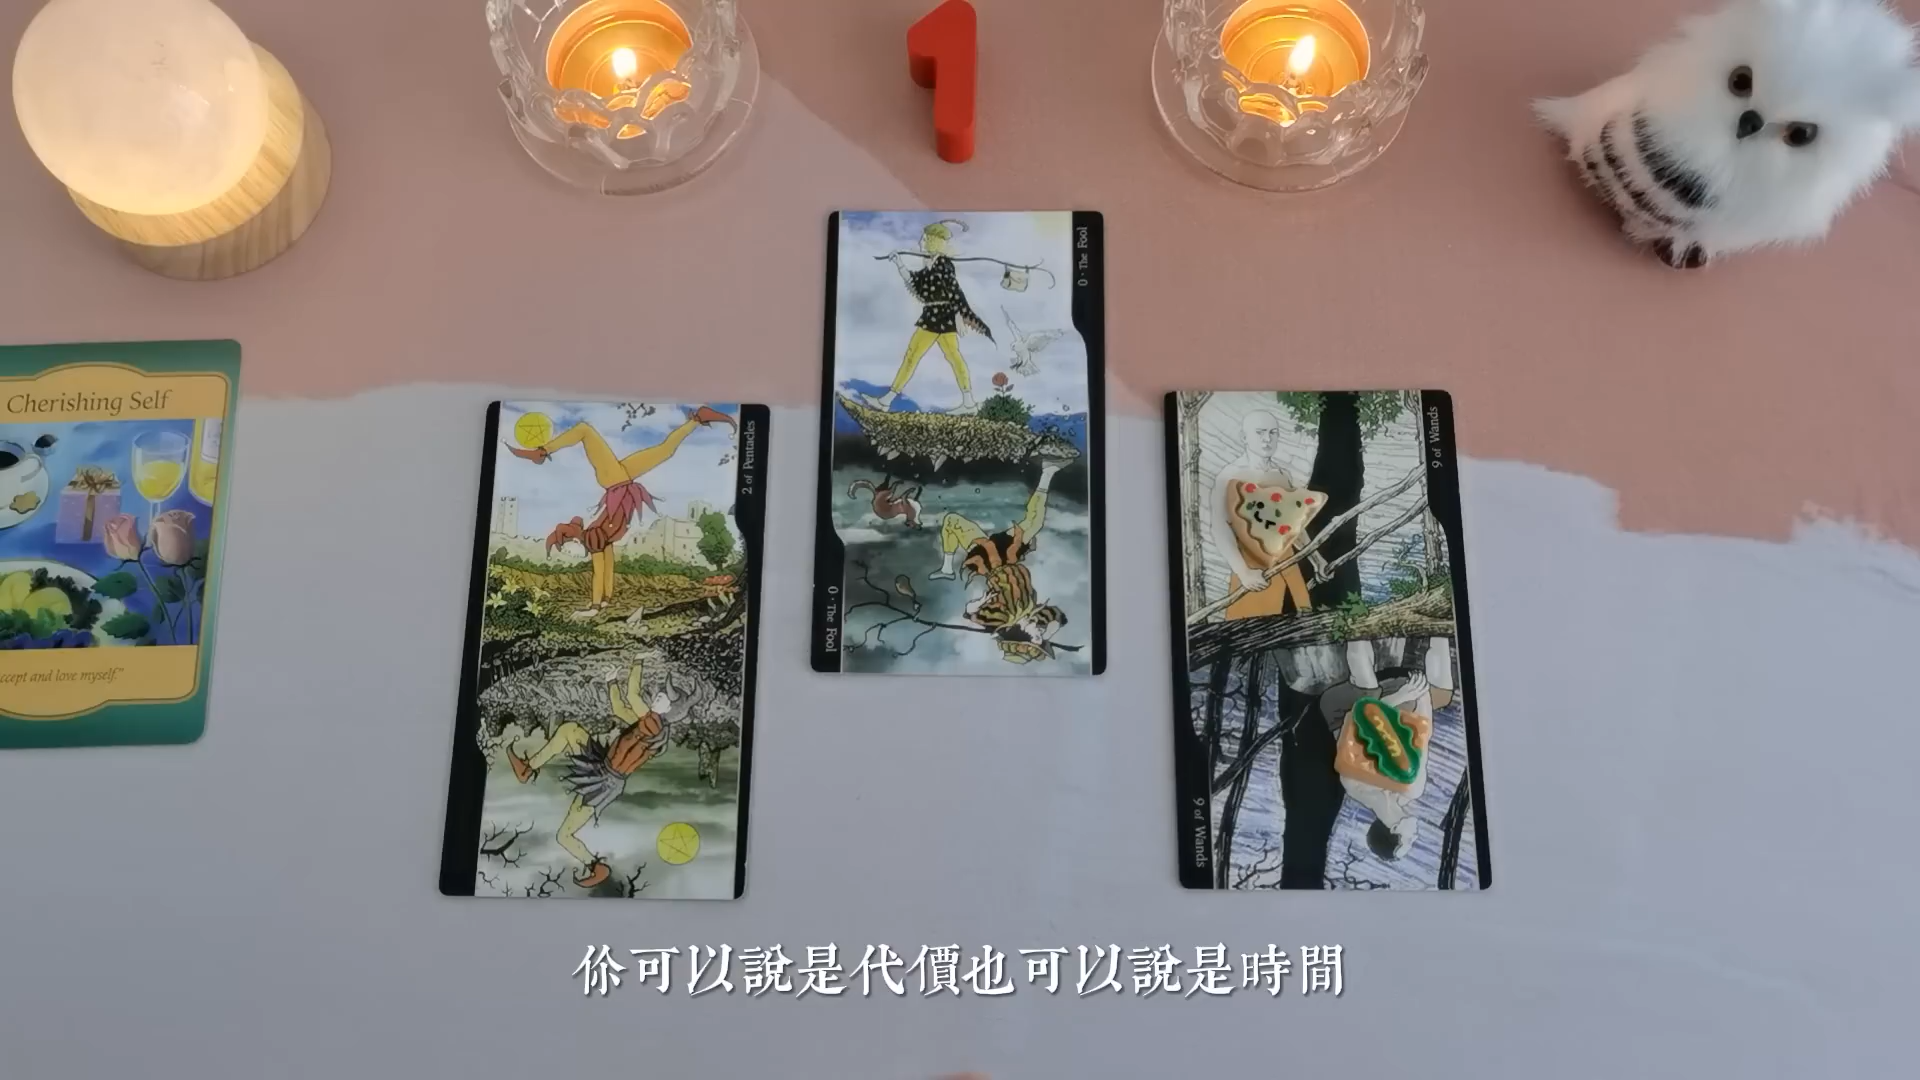 1
0 · The Fool
Cherishing Self
2 of Pentacles
9 of Wands
0 · The Fool
ccept and love myself."
9 of Wands
你可以說是代價也可以說是時間